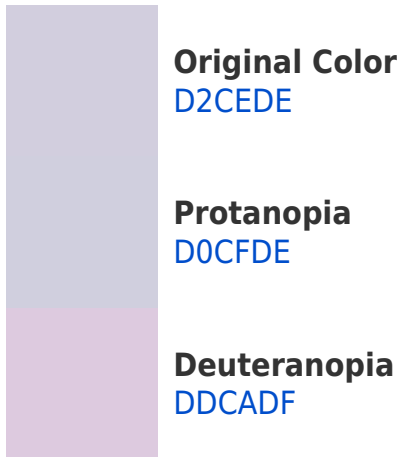 Original Color
D2CEDE
Protanopia
D0CFDE
Deuteranopia
DDCADF